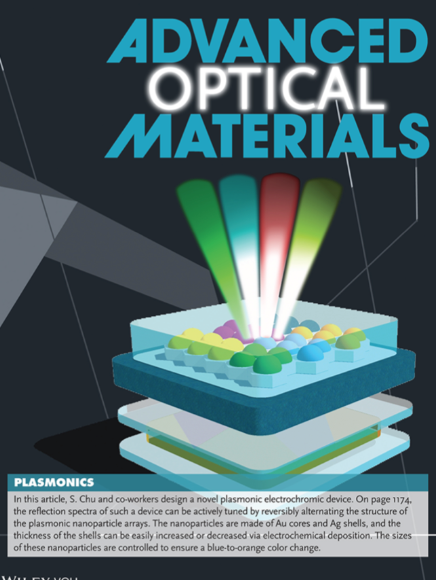 ADVANCED
OPTICAL
MATERIALS
PLASMONICS
In this article, S. Chu and co-workers design a novel plasmonic electrochromic device. On page 1174,
the reflection spectra of such a device can be actively tuned by reversibly alternating the structure of
the plasmonic nanoparticle arrays. The nanoparticles are made of Au cores and Ag shells, and the
thickness of the shells can be easily increased or decreased via electrochemical deposition. The sizes
of these nanoparticles are controlled to ensure a blue-to-orange color change.